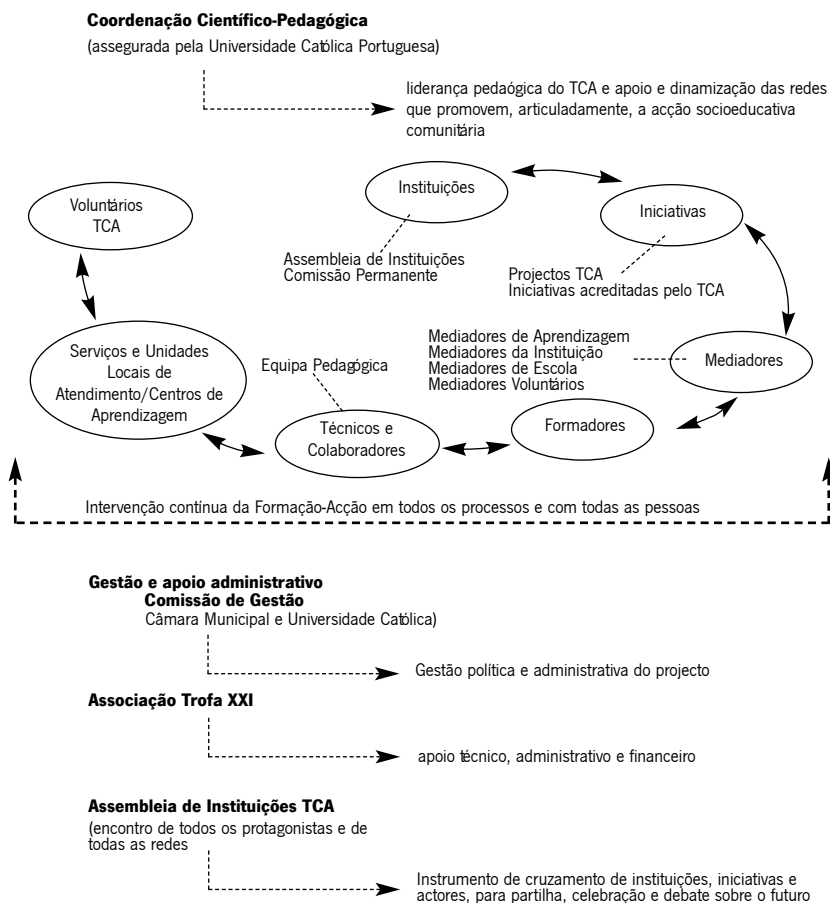 Coordenação Científico-Pedagógica
(assegurada pela Universidade Católica Portuguesa)
liderança pedaógica do TCA e apoio e dinamização das redes
que promovem, articuladamente, a acção socioeducativa
comunitária
Instituições
Iniciativas
Voluntários
TCA
Assembleia de Instituições
Comissão Permanente
Projectos TCA
Iniciativas acreditadas pelo TCA
Mediadores de Aprendizagem
Mediadores da Instituição
Mediadores de Escola
Mediadores Voluntários
Mediadores
Serviços e Unidades
Locais de
Atendimento/Centros de
Aprendizagem
Equipa Pedagógica
Técnicos e
Colaboradores
Formadores
Intervenção contínua da Formação-Acção em todos os processos e com todas as pessoas
Gestão e apoio administrativo
Comissão de Gestão
Câmara Municipal e Universidade Católica)
Gestão política e administrativa do projecto
Associação Trofa XXI
apoio técnico, administrativo e financeiro
Assembleia de Instituições TCA
(encontro de todos os protagonistas e de
todas as redes
Instrumento de cruzamento de instituições, iniciativas e
actores, para partilha, celebração e debate sobre o futuro